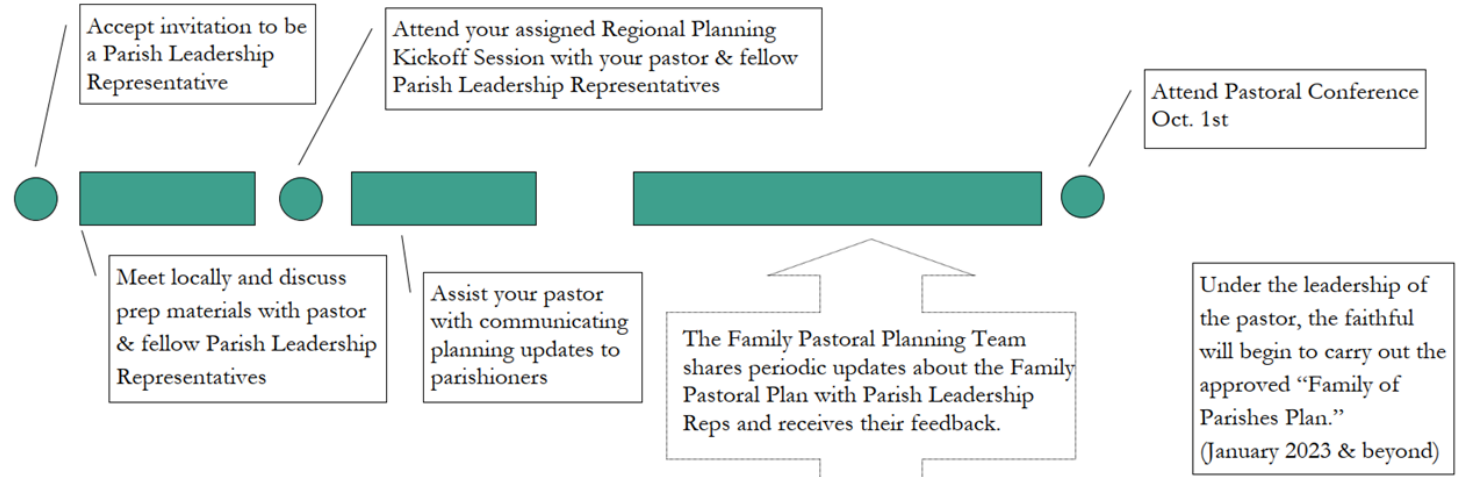 Accept invitation to be
a Parish Leadership
Representative
Attend your assigned Regional Planning
Kickoff Session with your pastor & fellow
Parish Leadership Representatives
Attend Pastoral Conference
Oct. 1st
Meet locally and discuss
prep materials with pastor
& fellow Parish Leadership
Representatives
Assist your pastor
with communicating
planning updates to
parishioners
The Family Pastoral Planning Team
shares periodic updates about the Family
Pastoral Plan with Parish Leadership
Reps and receives their feedback.
Under the leadership of
the pastor, the faithful
will begin to carry out the
approved “Family of
Parishes Plan.”
(January 2023 & beyond)